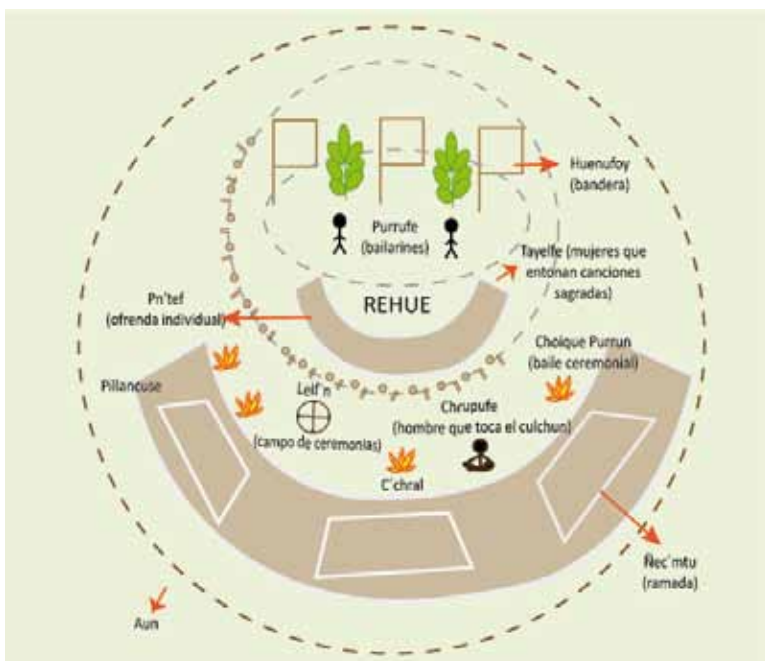 Huenufoy
(bandera)
Purrufe
(bailarines)
Tayelfe (mujeres que
entonan canciones
sagradas)
Pn'tef
(ofrenda individual)
REHUE
Choique Purrun
(baile ceremonial)
Pillancuse
Leif'n
(campo de ceremonias)
Chrupufe
(hombre que toca el culchun)
C'chral
Ñec'mtu
(ramada)
Aun